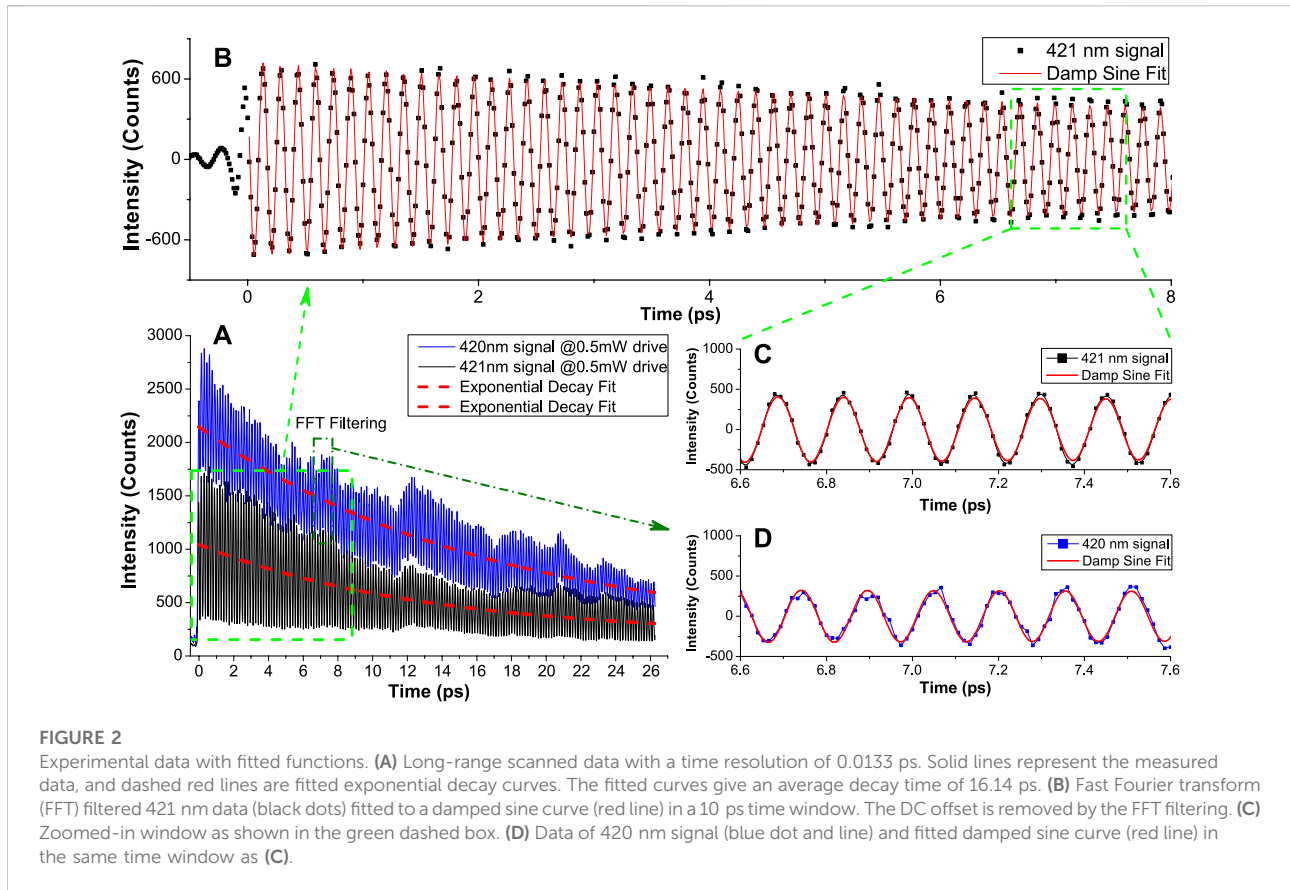 B
421 nm signal
Damp Sine Fit
Intensity (Counts)
600
0
-600
0
2
4
6
8
Time (ps)
A
420nm signal @0.5mW drive
421nm signal @0.5mW drive
Exponential Decay Fit
Exponential Decay Fit
FFT Filtering
Intensity (Counts)
3000
2500
2000
1500
1000
500
0
0 2 4 6 8 10 12 14 16 18 20 22 24 26
Time (ps)
C
421 nm signal
Damp Sine Fit
Intensity (Counts)
1000
500
0
-500
6.6 6.8 7.0 7.2 7.4 7.6
Time (ps)
D
420 nm signal
Damp Sine Fit
Intensity (Counts)
1000
500
0
-500
6.6 6.8 7.0 7.2 7.4 7.6
Time (ps)
FIGURE 2
Experimental data with fitted functions. (A) Long-range scanned data with a time resolution of 0.0133 ps. Solid lines represent the measured
data, and dashed red lines are fitted exponential decay curves. The fitted curves give an average decay time of 16.14 ps. (B) Fast Fourier transform
(FFT) filtered 421 nm data (black dots) fitted to a damped sine curve (red line) in a 10 ps time window. The DC offset is removed by the FFT filtering. (C)
Zoomed-in window as shown in the green dashed box. (D) Data of 420 nm signal (blue dot and line) and fitted damped sine curve (red line) in
the same time window as (C).